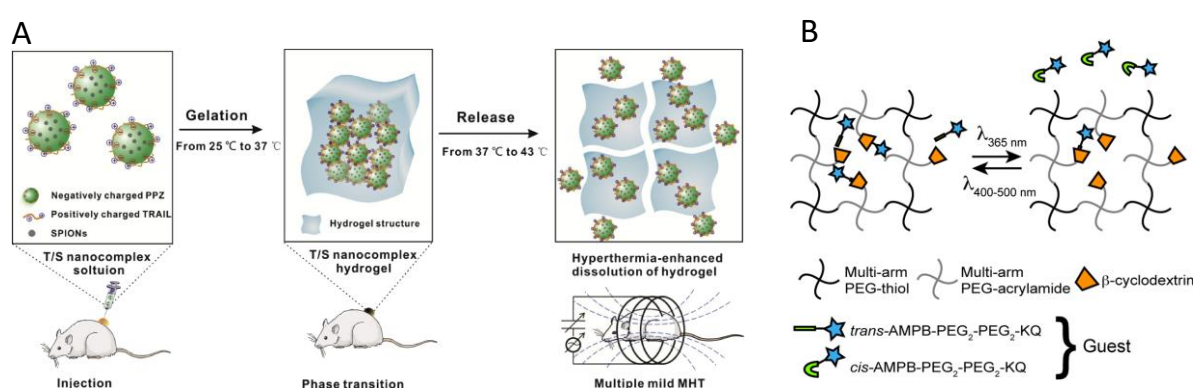 A
Gelation
From 25 ℃ to 37 ℃
Negatively charged PPZ
Positively charged TRAIL
SPIONs
T/S nanocomplex
soltuion
Injection
Hydrogel structure
T/S nanocomplex
hydrogel
Phase transition
Release
From 37 ℃ to 43 ℃
Hyperthermia-enhanced
dissolution of hydrogel
Multiple mild MHT
B
λ365 nm
λ400-500 nm
Multi-arm
PEG-thiol
Multi-arm
PEG-acrylamide
β-cyclodextrin
trans-AMPB-PEG2-PEG2-KQ
cis-AMPB-PEG2-PEG2-KQ
Guest